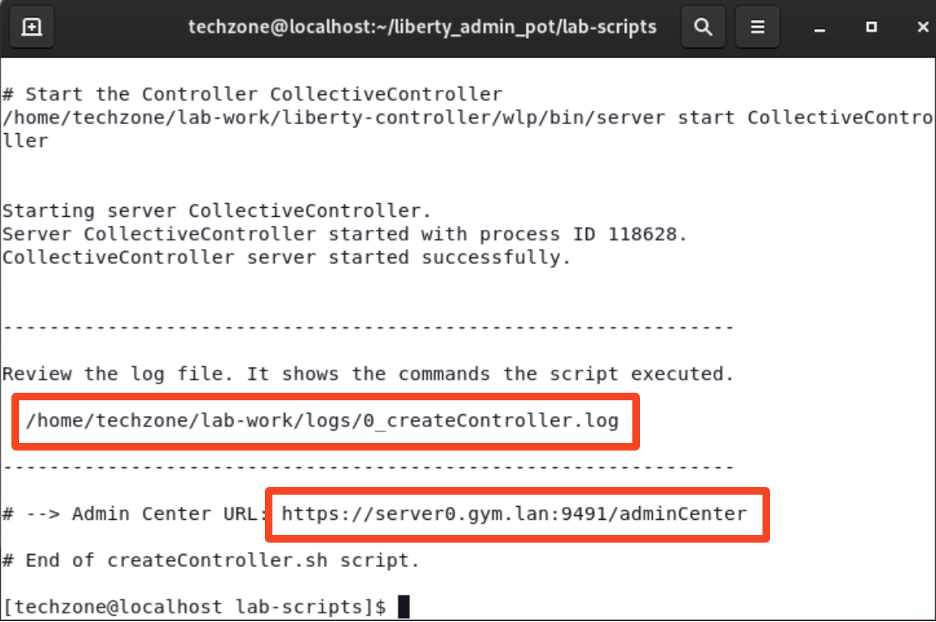 techzone@localhost:~/liberty_admin_pot/lab-scripts
# Start the Controller CollectiveController
/home/techzone/lab-work/liberty-controller/wlp/bin/server start CollectiveContro
ller
Starting server CollectiveController.
Server CollectiveController started with process ID 118628.
CollectiveController server started successfully.
---------------------------------------------------------------
Review the log file. It shows the commands the script executed.
/home/techzone/lab-work/logs/0_createController.log
---------------------------------------------------------------
# --> Admin Center URL: https://server0.gym.lan:9491/adminCenter
# End of createController.sh script.
[techzone@localhost lab-scripts]$